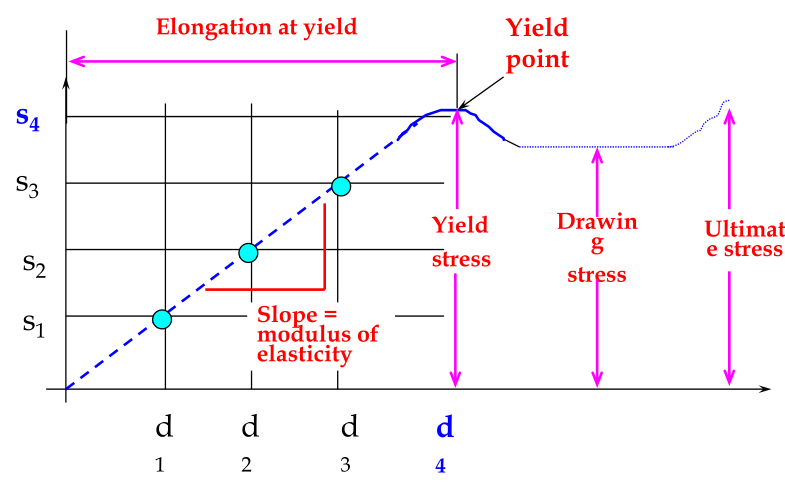 Elongation at yield
Yield
point
s4
s3
s2
s1
Yield
stress
Drawin
g
stress
Ultimat
e stress
Slope =
modulus of
elasticity
d d d d
1 2 3 4